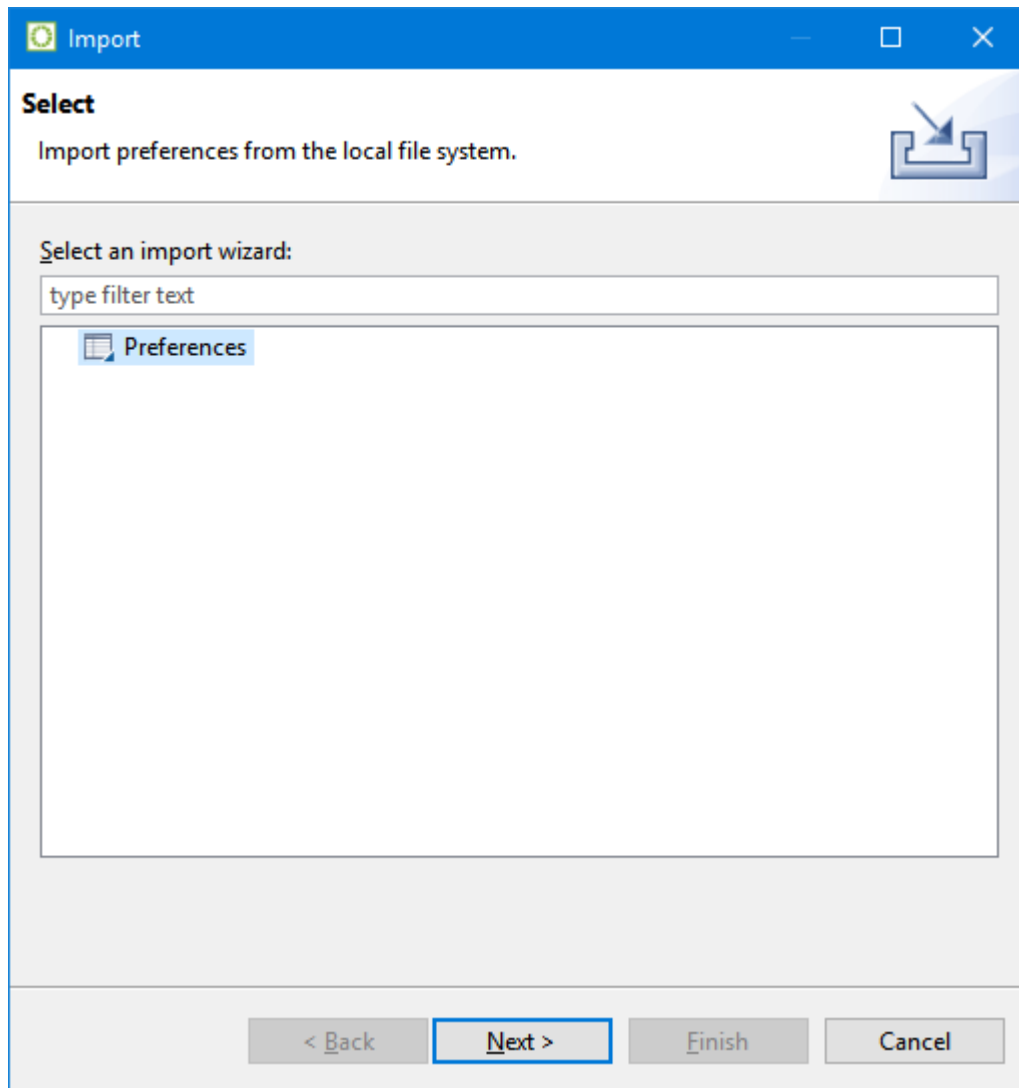 Import
Select
Import preferences from the local file system.
Select an import wizard:
type filter text
Preferences
< Back Next > Finish Cancel